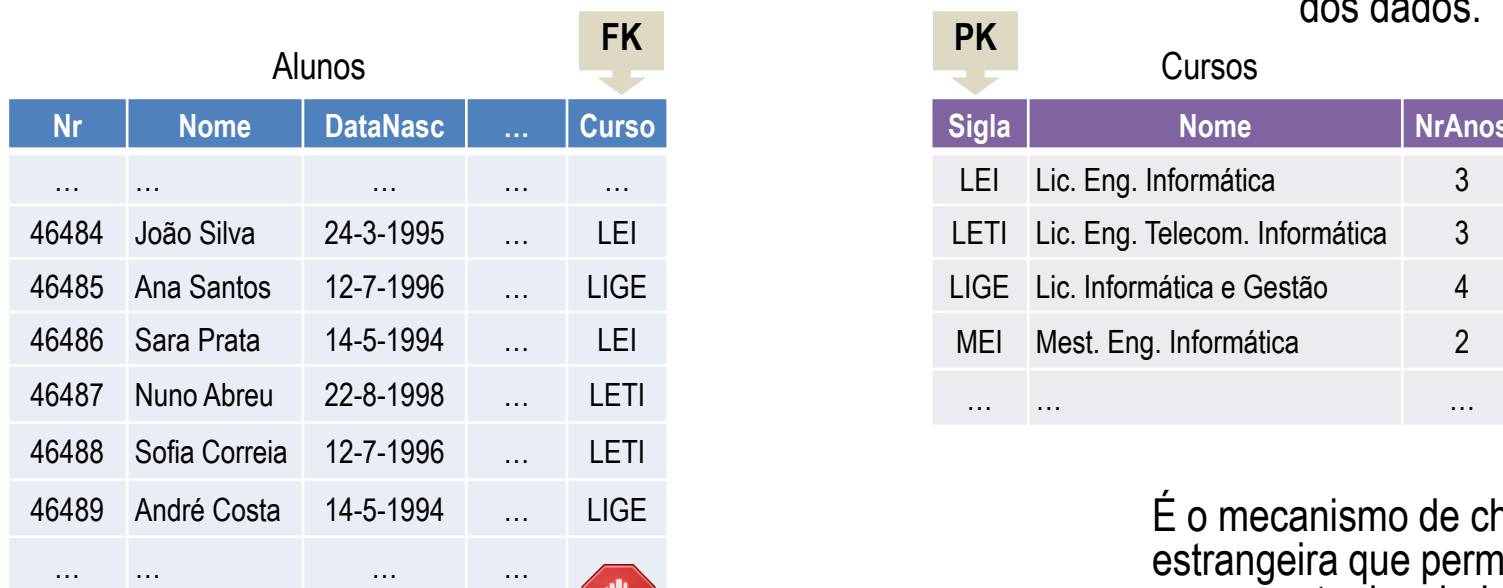 dos dados.
FK
PK
Alunos
Cursos
Nr Nome DataNasc … Curso
… … … … …
46484 João Silva 24-3-1995 … LEI
46485 Ana Santos 12-7-1996 … LIGE
46486 Sara Prata 14-5-1994 … LEI
46487 Nuno Abreu 22-8-1998 … LETI
46488 Sofia Correia 12-7-1996 … LETI
46489 André Costa 14-5-1994 … LIGE
… … … …
Sigla Nome NrAnos
LEI Lic. Eng. Informática 3
LETI Lic. Eng. Telecom. Informática 3
LIGE Lic. Informática e Gestão 4
MEI Mest. Eng. Informática 2
… … …
É o mecanismo de ch
estrangeira que perm